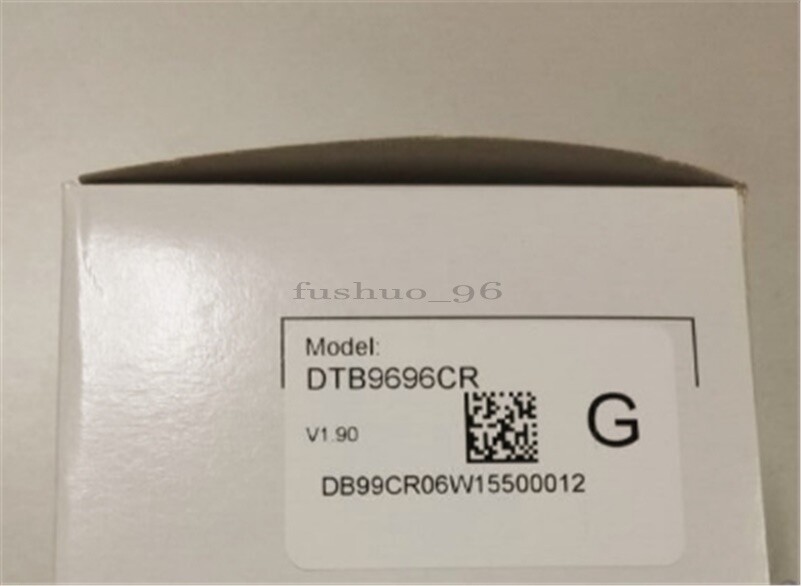 fushuo_96
Model:
DTB9696CR
V1.90
G
DB99CR06W15500012